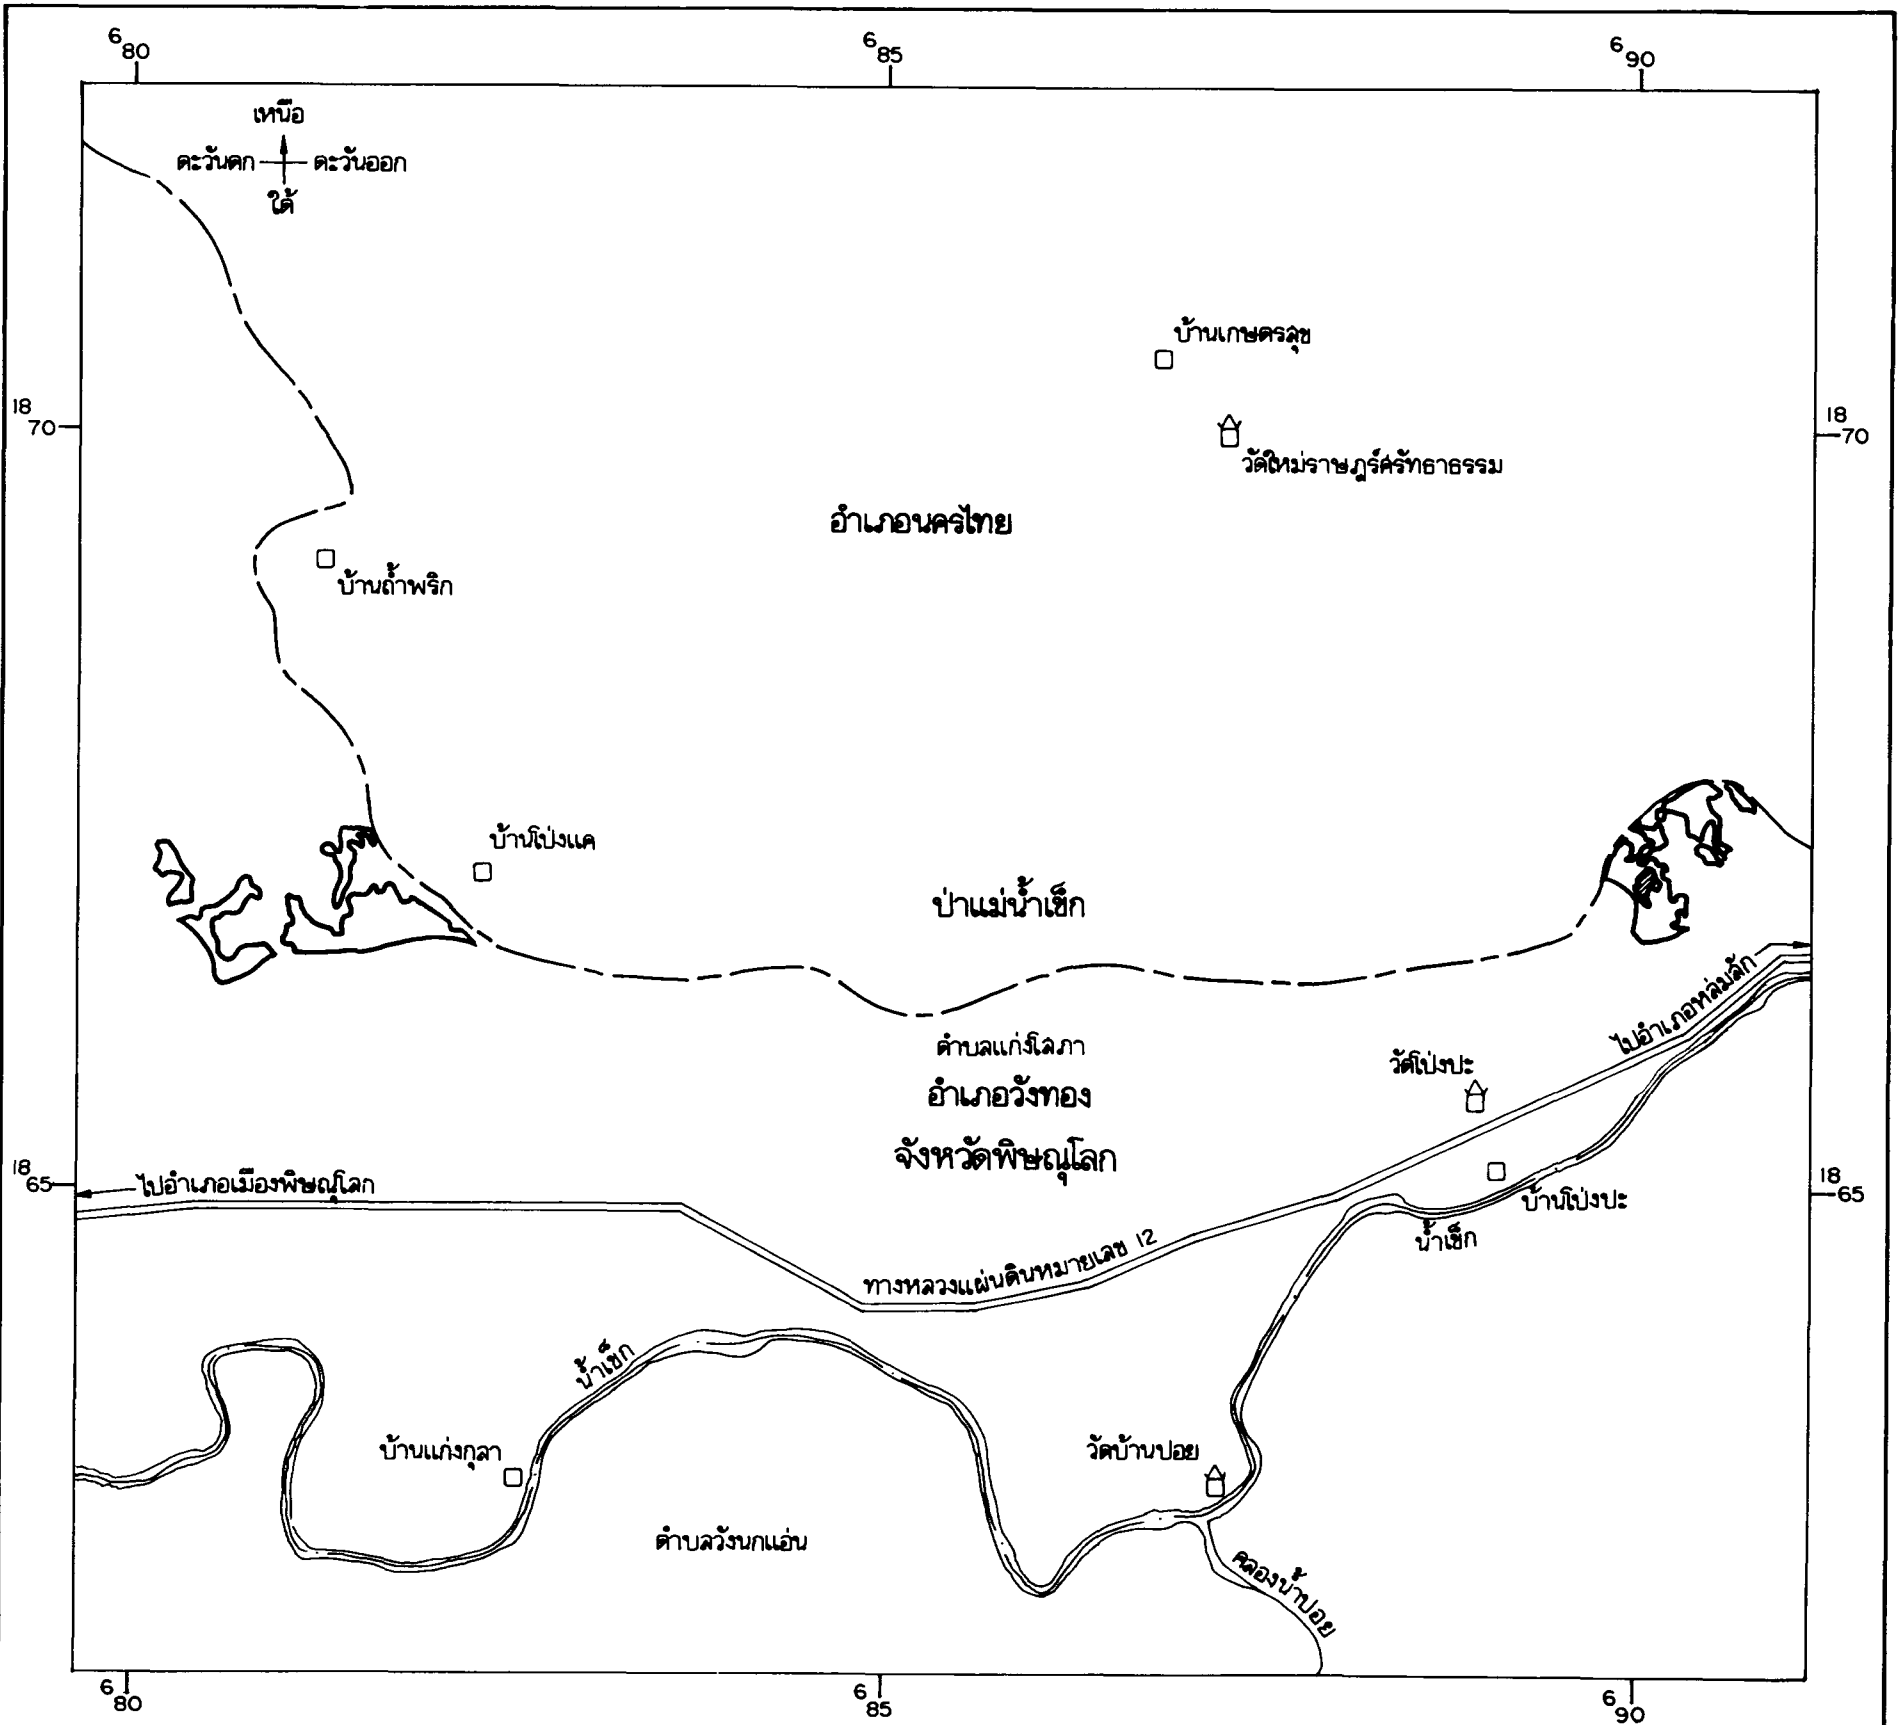 6 80
6 85
6 90
เหนือ
ตะวันตก ตะวันออก
ใต้
บ้านเกษตรสุข
18 70
18 70
วัดใหม่ราษฎร์ศรัทธาธรรม
อำเภอนครไทย
บ้านถ้ำพริก
บ้านโป่งแค
ป่าแม่น้ำเข็ก
ไปอำเภอหล่มสัก
ตำบลแก่งโสภา
วัดโป่งปะ
อำเภอวังทอง
จังหวัดพิษณุโลก
18 65
ไปอำเภอเมืองพิษณุโลก
18 65
บ้านโป่งปะ
น้ำเข็ก
ทางหลวงแผ่นดินหมายเลข 12
น้ำเข็ก
บ้านแก่งกุลา
วัดบ้านปอย
ตำบลวังนกแอ่น
คลองน้ำปอย
6 80
6 85
6 90